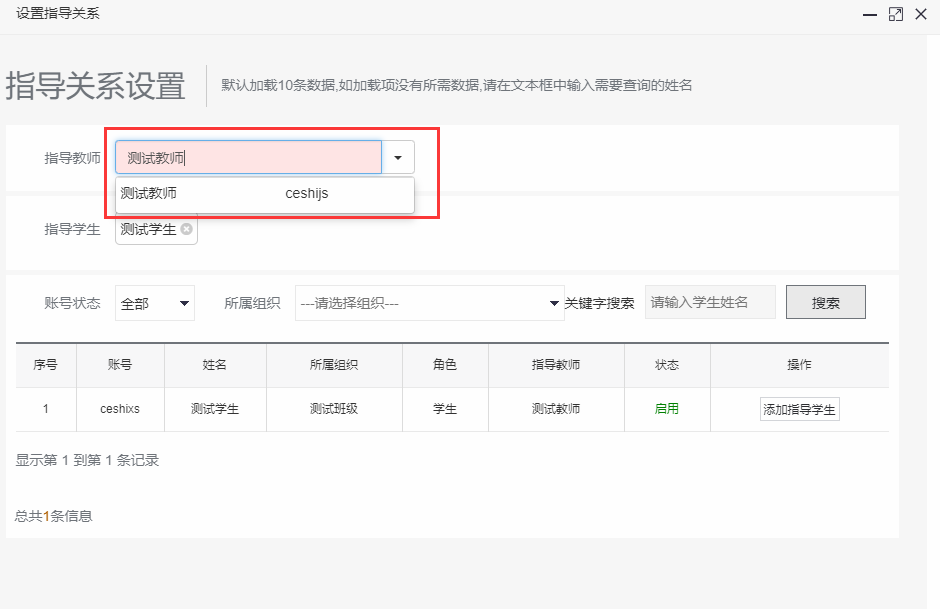 设置指导关系
指导关系设置
默认加载10条数据,如加载项没有所需数据,请在文本框中输入需要查询的姓名
指导教师 测试教师
测试教师 ceshijs
指导学生 测试学生
账号状态 全部 所属组织 ---请选择组织--- 关键字搜索 请输入学生姓名 搜索
序号 账号 姓名 所属组织 角色 指导教师 状态 操作
1 ceshixs 测试学生 测试班级 学生 测试教师 启用 添加指导学生
显示第 1 到第 1 条记录
总共1条信息